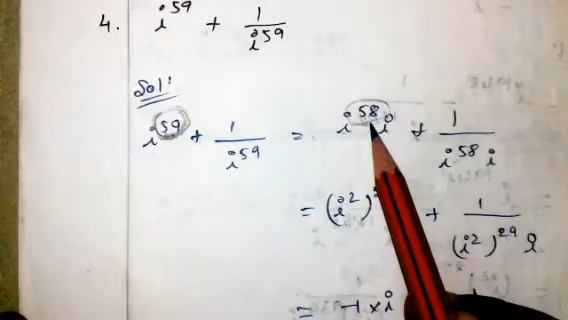 4. i^59 + 1/i^59
Sol:
i^59 + 1/i^59 = i^58 i + 1/(i^58 i)
= (i^2) + 1/((i^2)^29 i)
= -1 × i